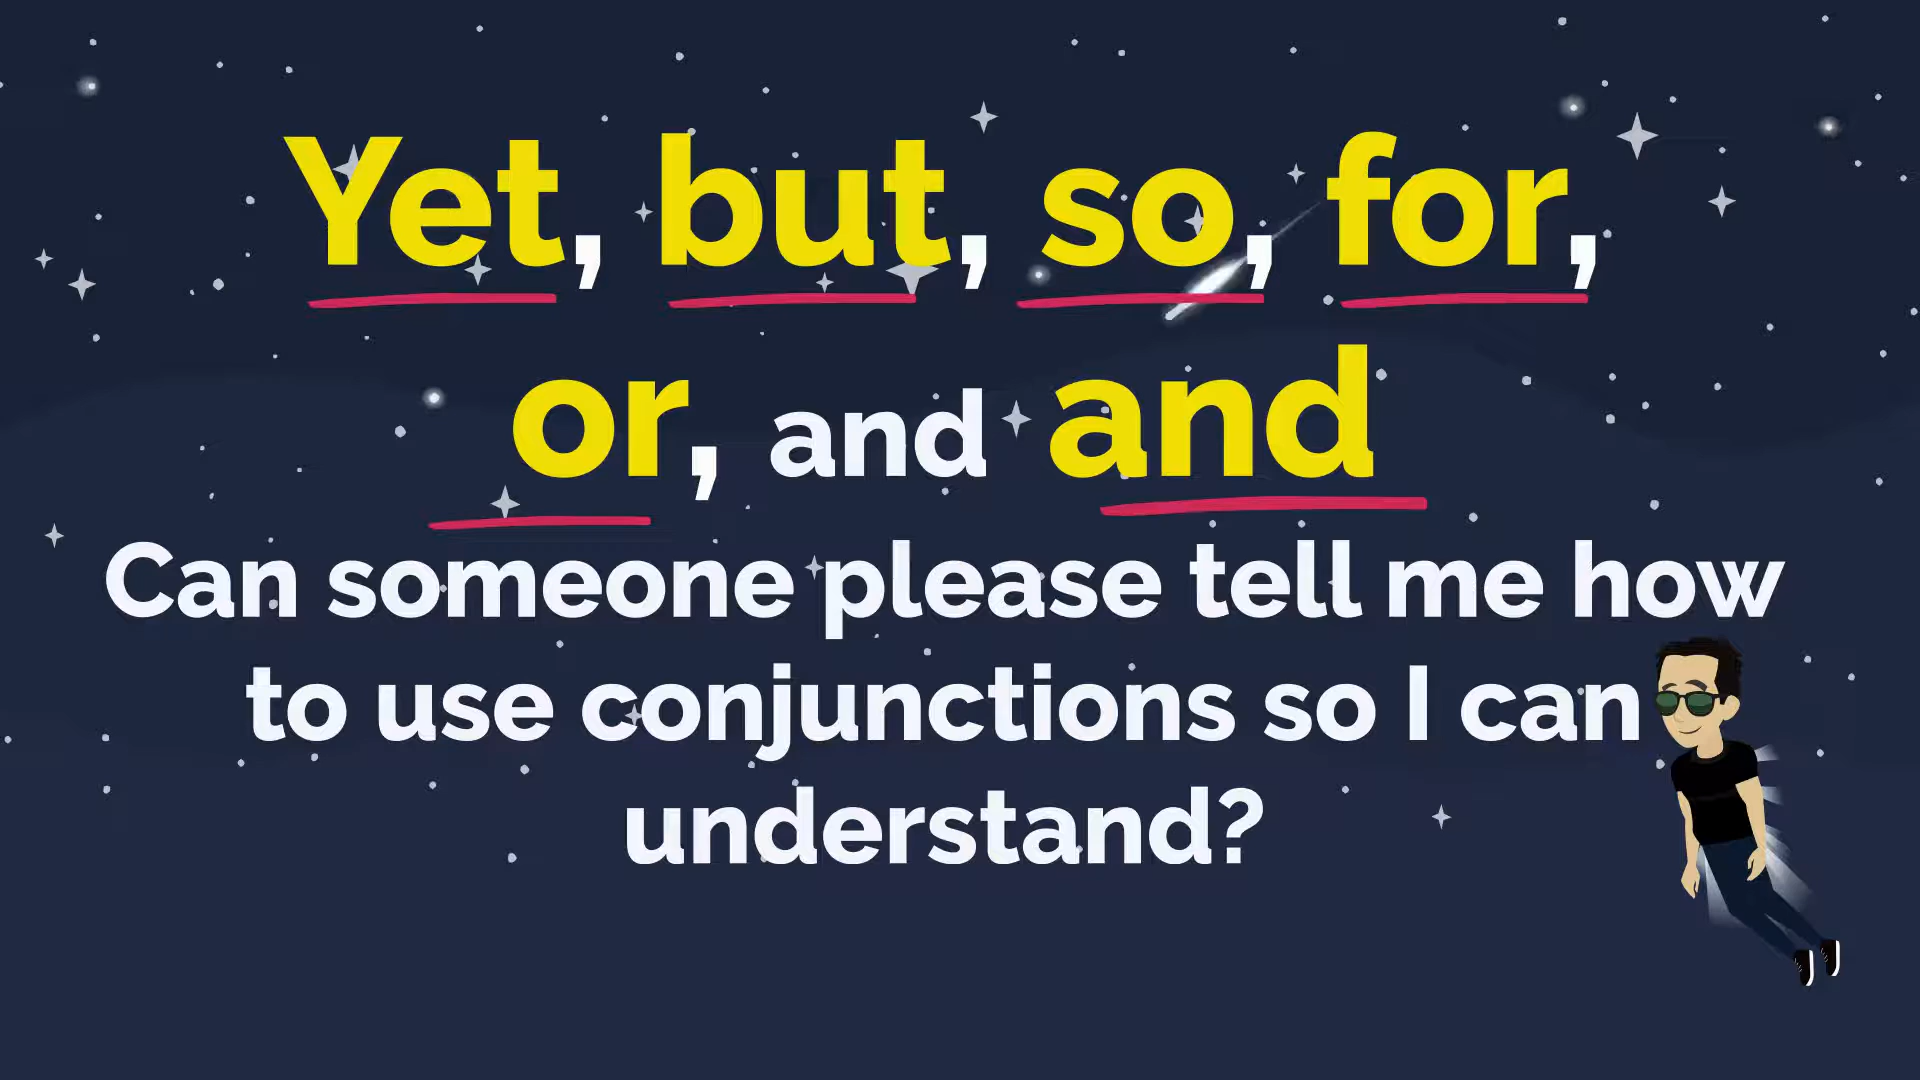 Yet, but, so, for,
or, and and
Can someone please tell me how
to use conjunctions so I can
understand?